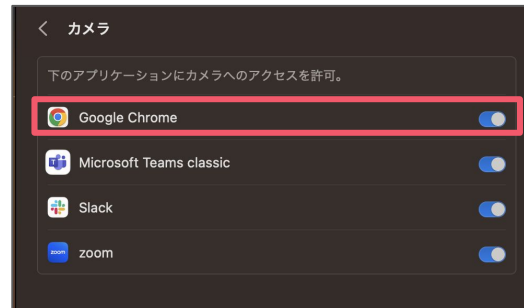 カメラ
下のアプリケーションにカメラへのアクセスを許可。
Google Chrome
Microsoft Teams classic
Slack
zoom zoom